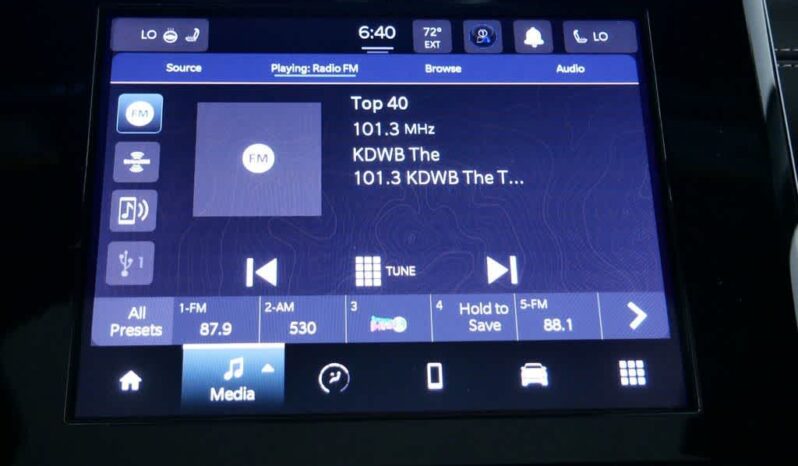 LO
6:40
72°
EXT
LO
Source
Playing: Radio FM
Browse
Audio
FM
FM
Top 40
101.3 MHz
KDWB The
101.3 KDWB The T...
1
TUNE
All
Presets
1-FM
87.9
2-AM
530
3
4
Hold to
Save
5-FM
88.1
Media